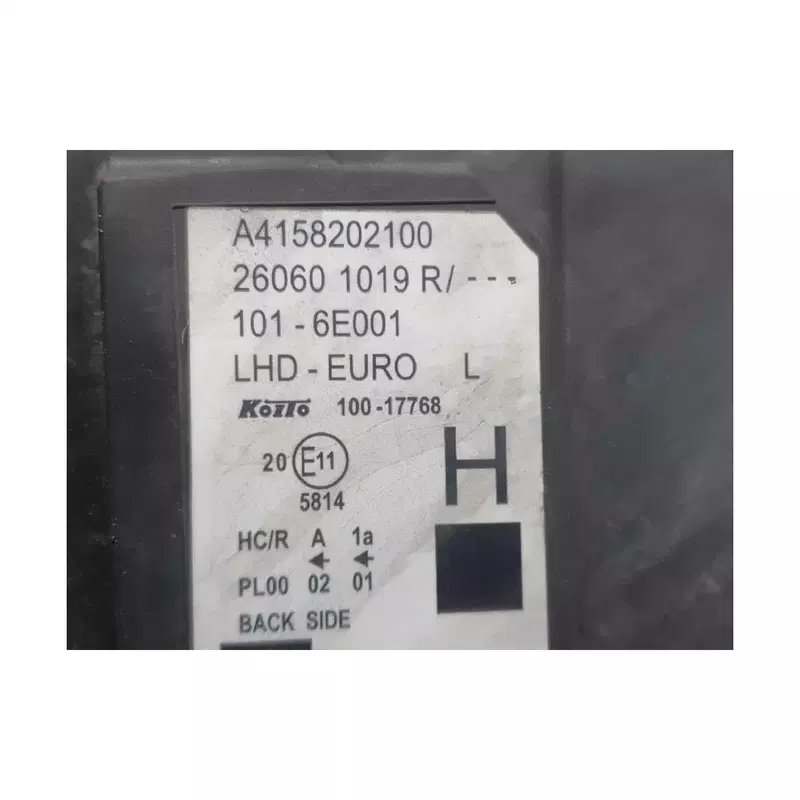 A4158202100
26060 1019 R/ ---
101 - 6E001
LHD - EURO L
KOITO 100-17768
H
20 E11
5814
HC/R A 1a
← ←
PL00 02 01
BACK SIDE